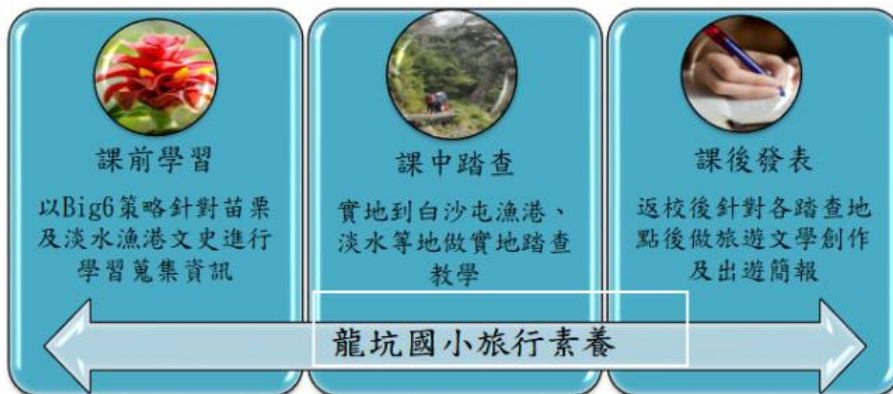 課前學習
以Big6策略針對苗栗
及淡水漁港文史進行
學習蒐集資訊
課中踏查
實地到白沙屯漁港、
淡水等地做實地踏查
教學
課後發表
返校後針對各踏查地
點後做旅遊文學創作
及出遊簡報
龍坑國小旅行素養